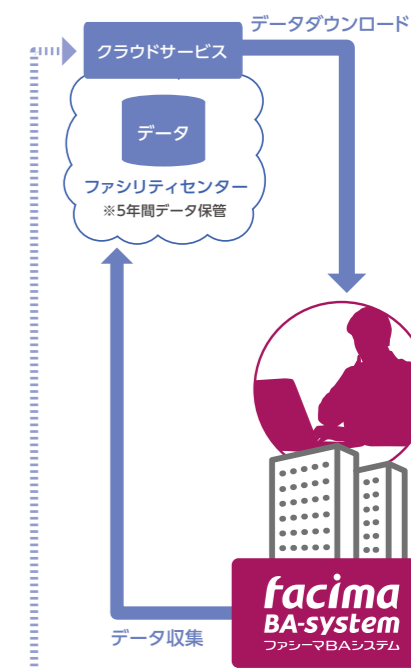 データダウンロード
クラウドサービス
データ
ファシリティセンター
※5年間データ保管
facima
BA-system
ファシーマBAシステム
データ収集